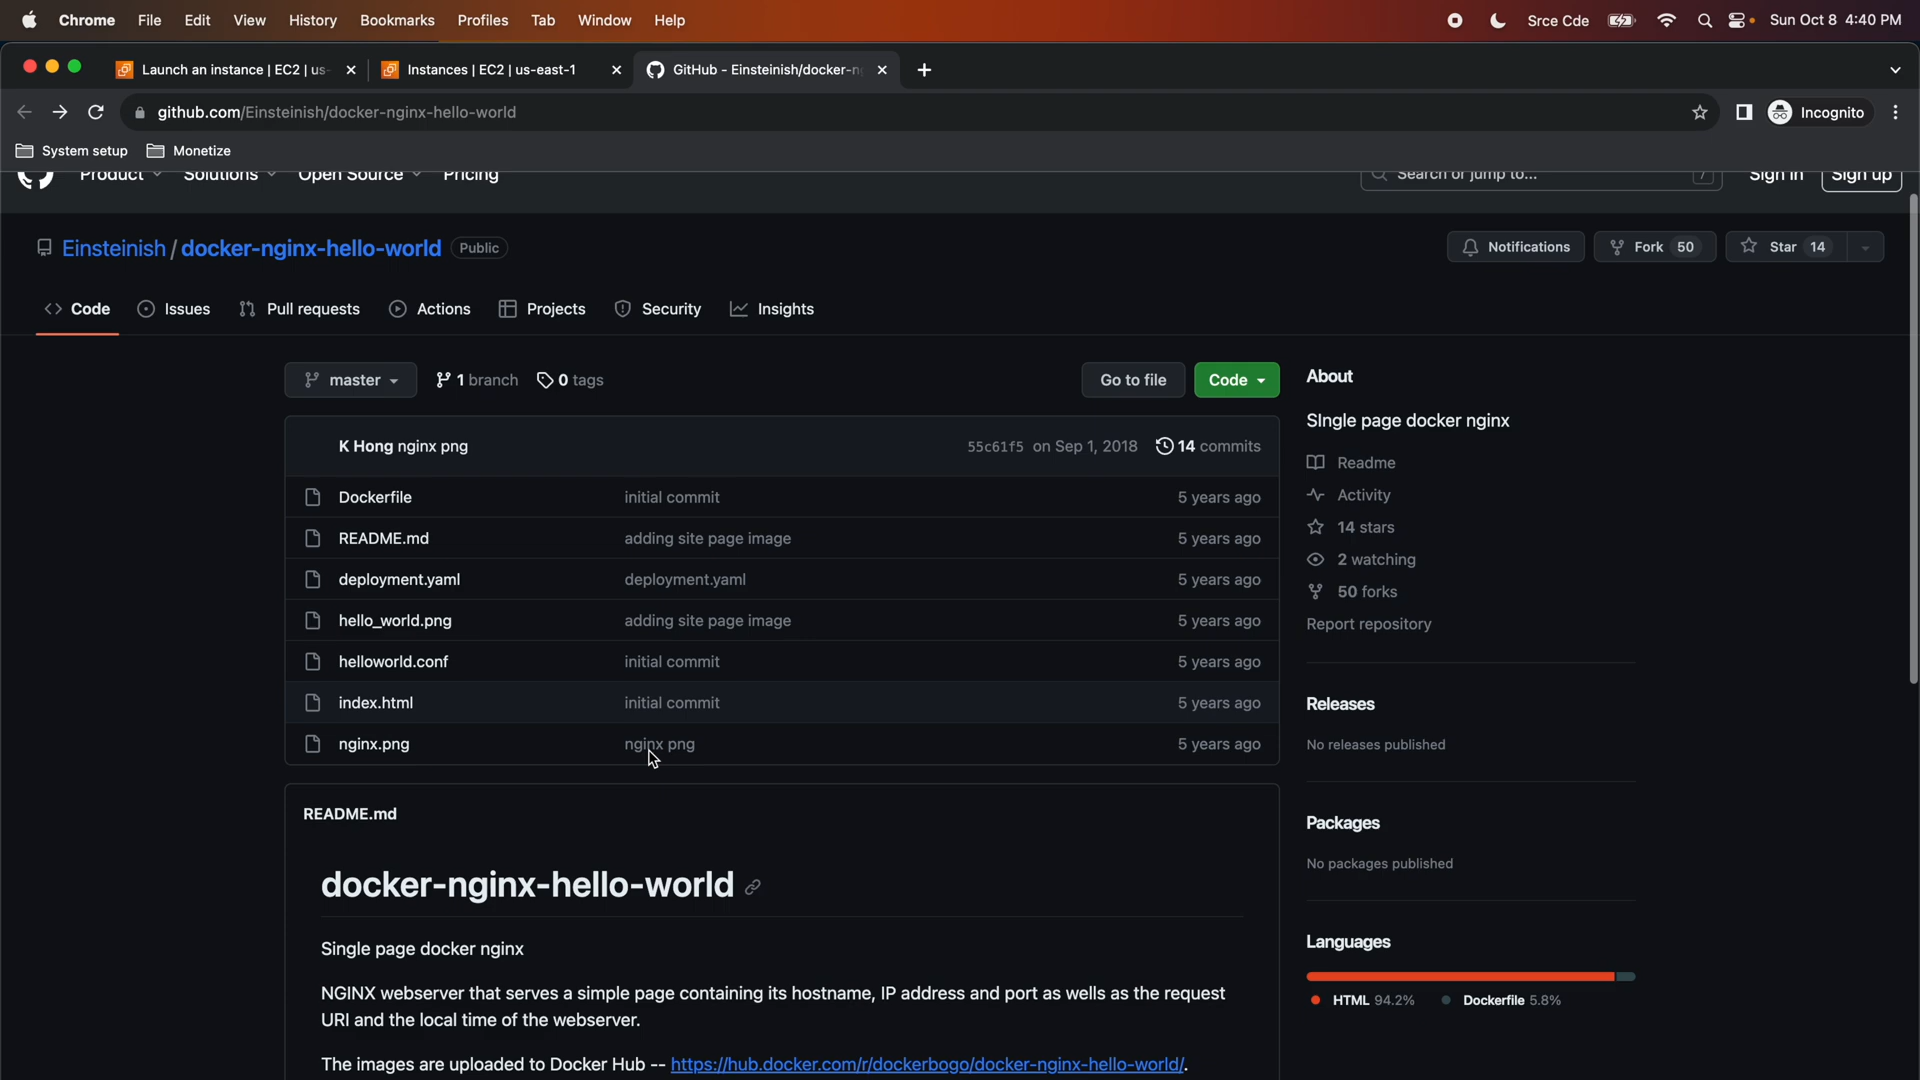 Chrome File Edit View History Bookmarks Profiles Tab Window Help Srce Cde Sun Oct 8 4:40 PM
Launch an instance | EC2 | us- Instances | EC2 | us-east-1 GitHub - Einsteinish/docker-n
github.com/Einsteinish/docker-nginx-hello-world Incognito
System setup Monetize
Product Solutions Open Source Pricing Search or jump to... / Sign in Sign up
Einsteinish / docker-nginx-hello-world Public Notifications Fork 50 Star 14
Code Issues Pull requests Actions Projects Security Insights
master 1 branch 0 tags Go to file Code About
K Hong nginx png 55c61f5 on Sep 1, 2018 14 commits SIngle page docker nginx
Dockerfile initial commit 5 years ago Readme
README.md adding site page image 5 years ago Activity
deployment.yaml deployment.yaml 5 years ago 14 stars
hello_world.png adding site page image 5 years ago 2 watching
helloworld.conf initial commit 5 years ago 50 forks
index.html initial commit 5 years ago Report repository
nginx.png nginx png 5 years ago Releases
No releases published
README.md Packages
No packages published
docker-nginx-hello-world
Languages
HTML 94.2% Dockerfile 5.8%
Single page docker nginx
NGINX webserver that serves a simple page containing its hostname, IP address and port as wells as the request
URI and the local time of the webserver.
The images are uploaded to Docker Hub -- https://hub.docker.com/r/dockerbogo/docker-nginx-hello-world/.